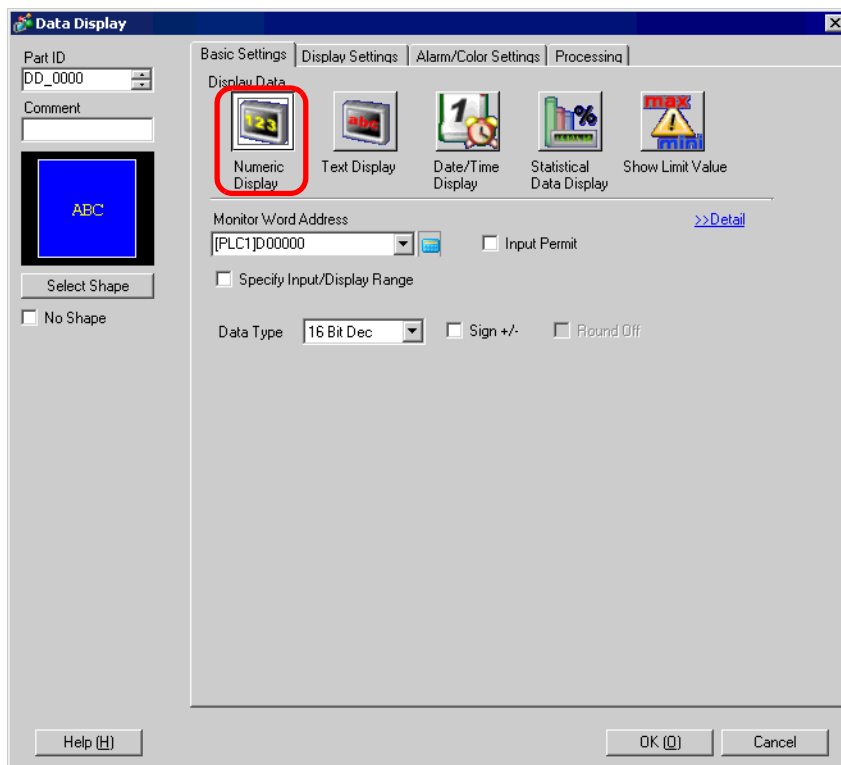 Data Display
Part ID
DD_0000
Comment
ABC
Select Shape
No Shape
Basic Settings
Display Settings
Alarm/Color Settings
Processing
Display Data
123
abc
1
%
max
mini
Numeric
Display
Text Display
Date/Time
Display
Statistical
Data Display
Show Limit Value
Monitor Word Address
>>Detail
[PLC1]D00000
Input Permit
Specify Input/Display Range
Data Type
16 Bit Dec
Sign +/-
Round Off
Help (H)
OK (O)
Cancel